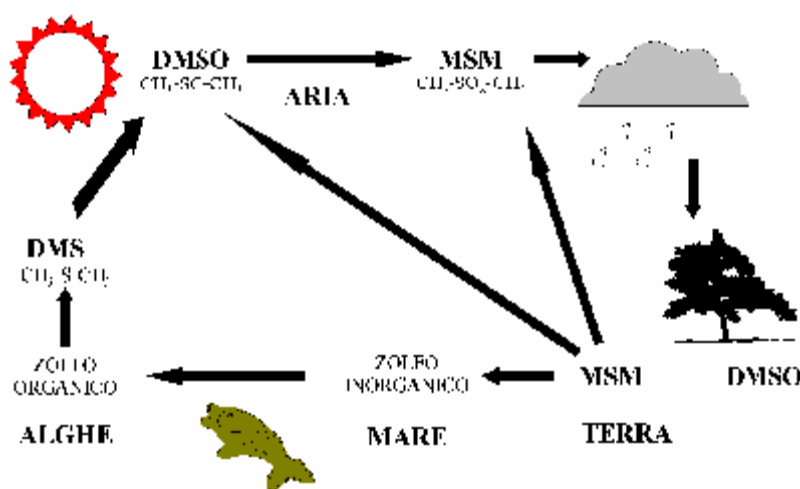 DMSO
CH₃-SO-CH₃
MSM
CH₃-SO₂-CH₃
ARIA
DMS
CH₃-S-CH₃
ZOLFO
ORGANICO
ZOLFO
INORGANICO
MSM
DMSO
ALGHE
MARE
TERRA